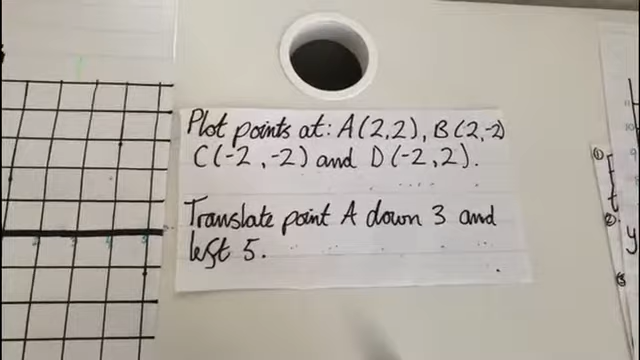 Plot points at: A(2,2), B(2,-2)
C(-2,-2) and D(-2,2).
Translate point A down 3 and
left 5.